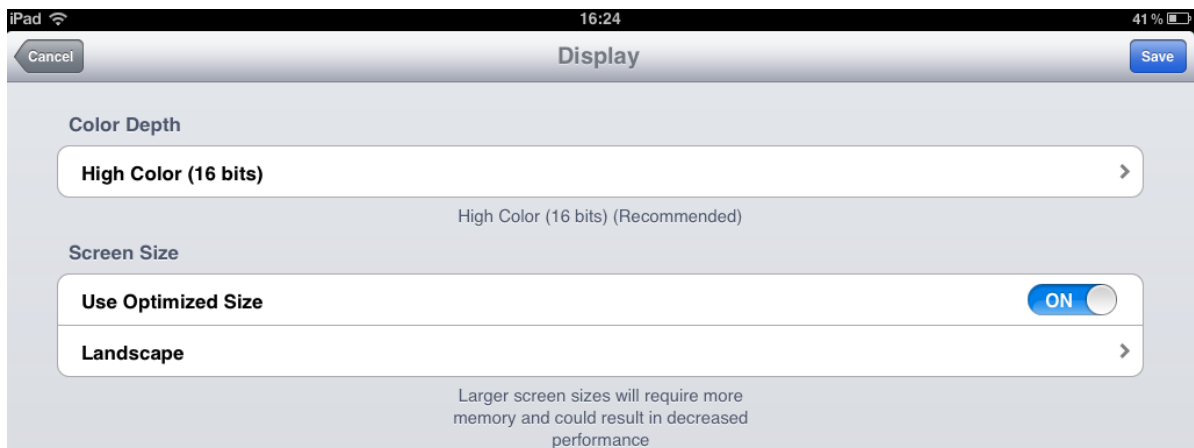 iPad 16:24 41 %
Cancel Display Save
Color Depth
High Color (16 bits)
High Color (16 bits) (Recommended)
Screen Size
Use Optimized Size ON
Landscape
Larger screen sizes will require more
memory and could result in decreased
performance